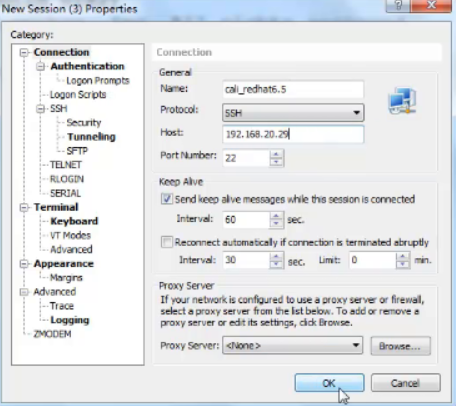 New Session (3) Properties
Category:
Connection
Authentication
Logon Prompts
Logon Scripts
SSH
Security
Tunneling
SFTP
TELNET
RLOGIN
SERIAL
Terminal
Keyboard
VT Modes
Advanced
Appearance
Margins
Advanced
Trace
Logging
ZMODEM
Connection
General
Name: cali_redhat6.5
Protocol: SSH
Host: 192.168.20.29
Port Number: 22
Keep Alive
Send keep alive messages while this session is connected
Interval: 60 sec.
Reconnect automatically if connection is terminated abruptly
Interval: 30 sec. Limit: 0 min.
Proxy Server
If your network is configured to use a proxy server or firewall,
select a proxy server from the list below. To add or remove a
proxy server or edit its settings, click Browse.
Proxy Server: <None> Browse...
OK Cancel